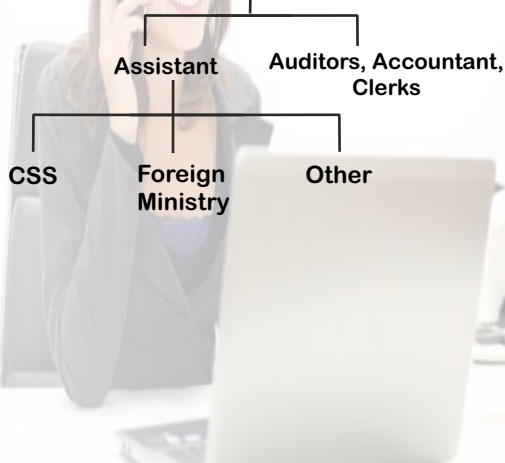 Assistant
Auditors, Accountant,
Clerks
CSS
Foreign
Ministry
Other